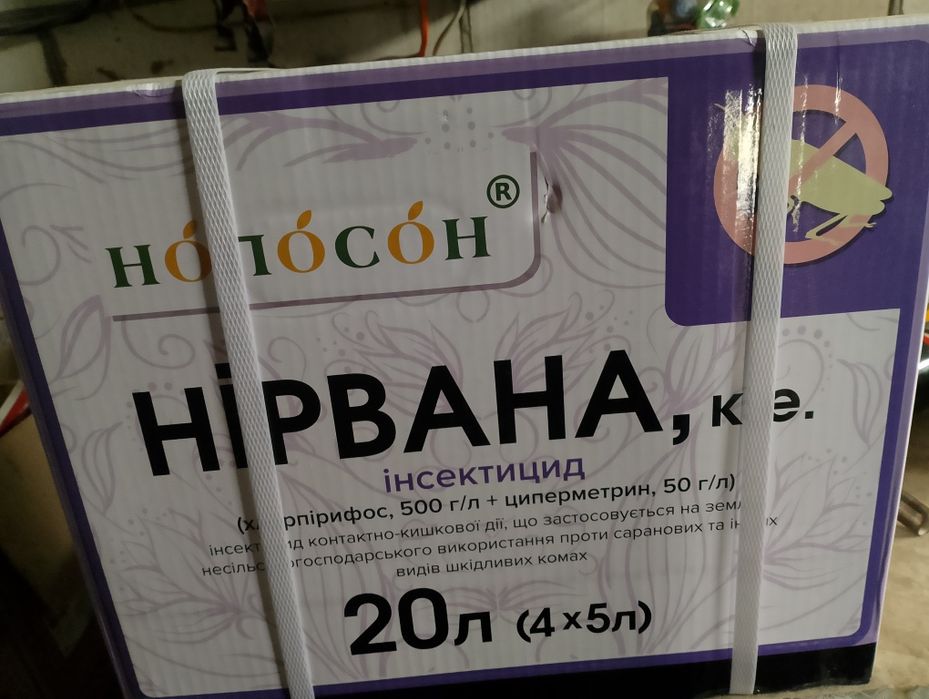 НОПОСОН®
НІРВАНА, к.е.
інсектицид
(хлорпірифос, 500 г/л + циперметрин, 50 г/л)
інсектицид контактно-кишкової дії, що застосовується на землях
несільськогосподарського використання проти саранових та інших
видів шкідливих комах
20л (4×5л)